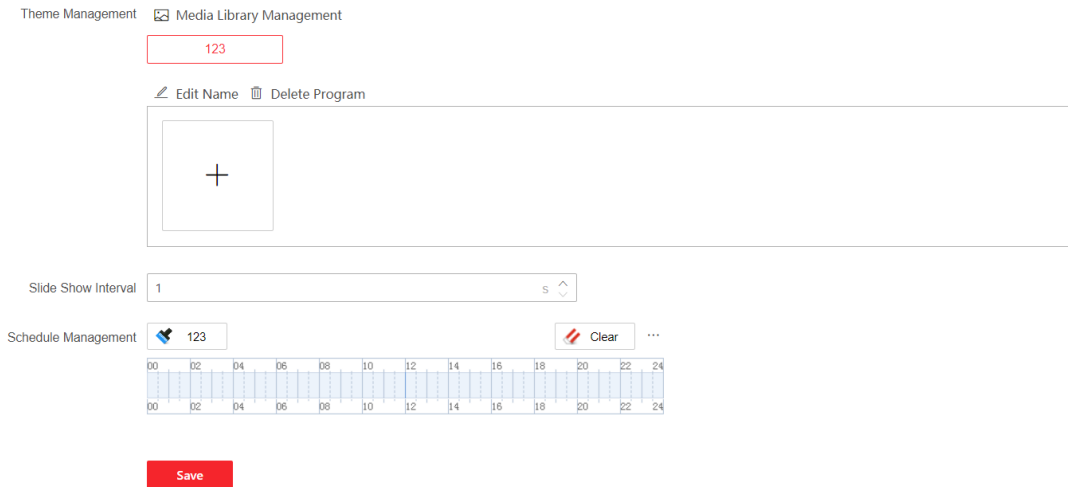 Theme Management Media Library Management
123
Edit Name Delete Program
Slide Show Interval 1 s
Schedule Management 123 Clear ...
00 02 04 06 08 10 12 14 16 18 20 22 24
00 02 04 06 08 10 12 14 16 18 20 22 24
Save